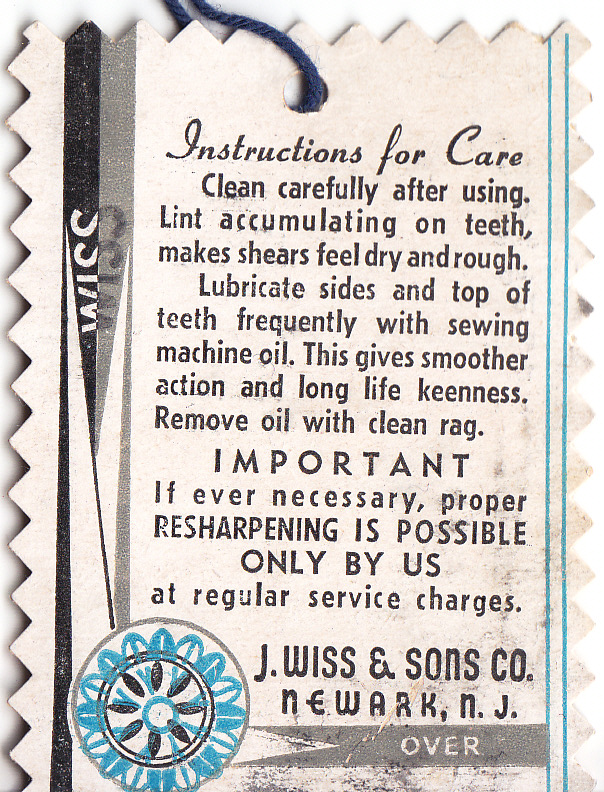 WISS
Instructions for Care
Clean carefully after using.
Lint accumulating on teeth,
makes shears feel dry and rough.
Lubricate sides and top of
teeth frequently with sewing
machine oil. This gives smoother
action and long life keenness.
Remove oil with clean rag.
IMPORTANT
If ever necessary, proper
RESHARPENING IS POSSIBLE
ONLY BY US
at regular service charges.
J. WISS & SONS CO.
NEWARK, N. J.
OVER